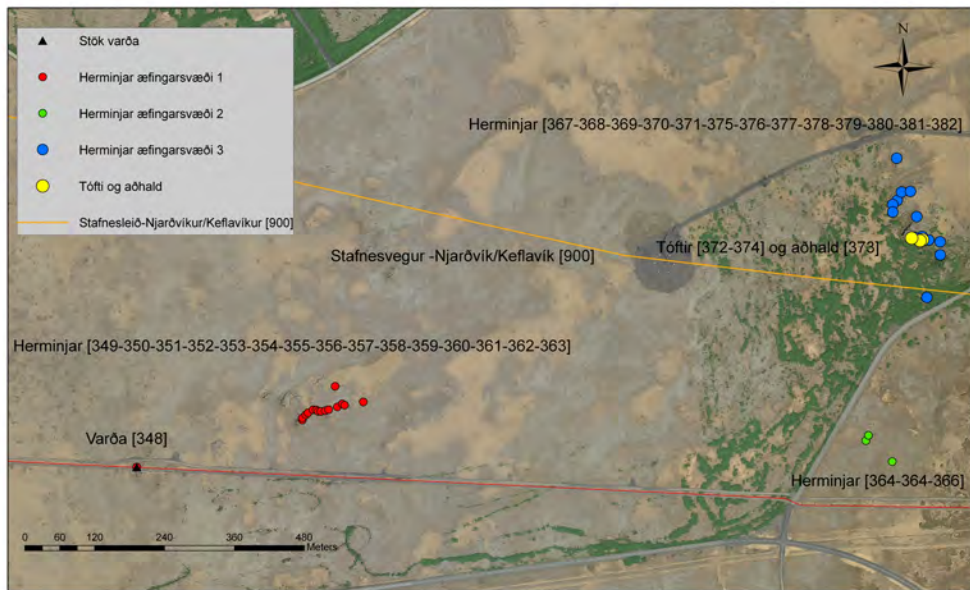 Stök varða
Herminjar æfingarsvæði 1
Herminjar æfingarsvæði 2
Herminjar æfingarsvæði 3
Tófti og aðhald
Stafnesleið-Njarðvíkur/Keflavíkur [900]
N
Herminjar [367-368-369-370-371-375-376-377-378-379-380-381-382]
Tóftir [372-374] og aðhald [373]
Stafnesvegur -Njarðvík/Keflavík [900]
Herminjar [349-350-351-352-353-354-355-356-357-358-359-360-361-362-363]
Varða [348]
Herminjar [364-364-366]
0 60 120 240 360 480
Meters